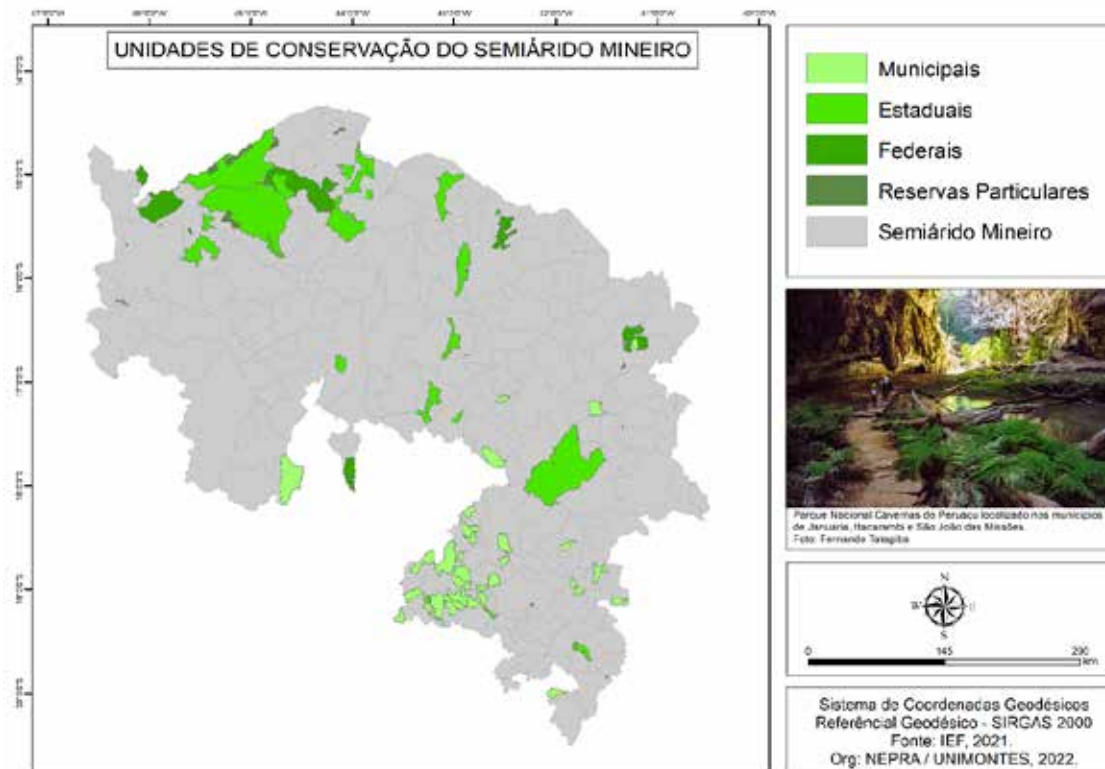 UNIDADES DE CONSERVAÇÃO DO SEMIÁRIDO MINEIRO
Municipais
Estaduais
Federais
Reservas Particulares
Semiárido Mineiro
Parque Nacional Cavernas do Peruaçu localizado nos municípios
de Januaria, Itacarambi e São João das Missões.
Foto: Fernando Tatagiba
N
W
E
S
0
145
290
km
Sistema de Coordenadas Geodésicos
Referêncial Geodésico - SIRGAS 2000
Fonte: IEF, 2021.
Org: NEPRA / UNIMONTES, 2022.